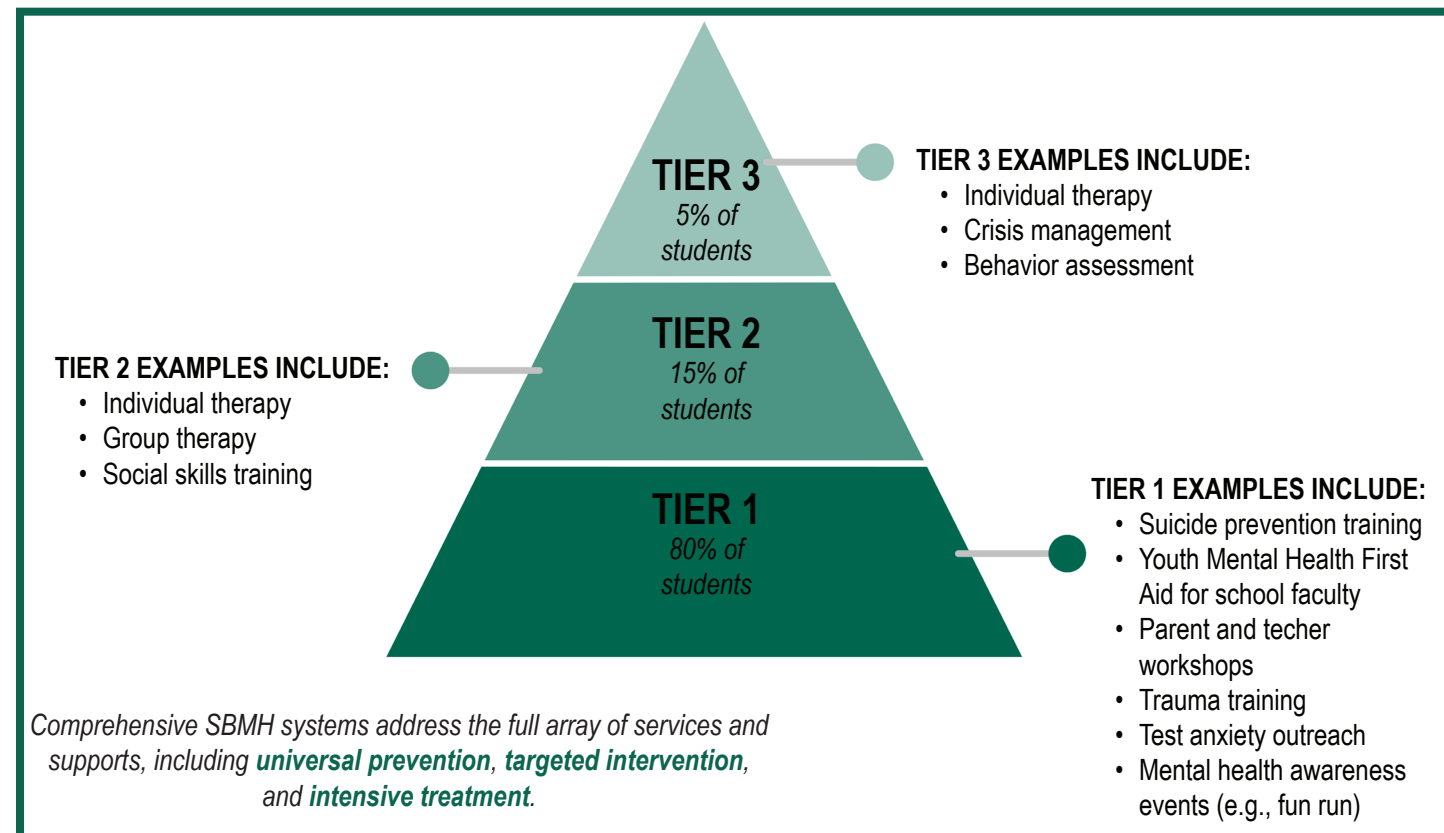 TIER 3
5% of
students
TIER 3 EXAMPLES INCLUDE:
• Individual therapy
• Crisis management
• Behavior assessment
TIER 2
15% of
students
TIER 2 EXAMPLES INCLUDE:
• Individual therapy
• Group therapy
• Social skills training
TIER 1
80% of
students
TIER 1 EXAMPLES INCLUDE:
• Suicide prevention training
• Youth Mental Health First
Aid for school faculty
• Parent and techer
workshops
• Trauma training
• Test anxiety outreach
• Mental health awareness
events (e.g., fun run)
Comprehensive SBMH systems address the full array of services and
supports, including universal prevention, targeted intervention,
and intensive treatment.